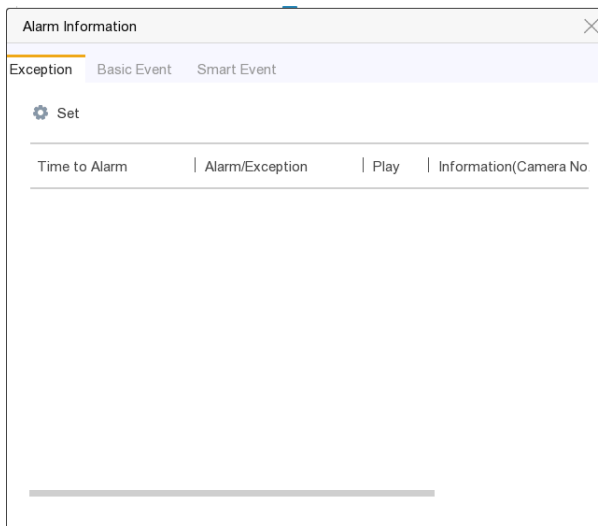 Alarm Information
Exception Basic Event Smart Event
Set
Time to Alarm Alarm/Exception Play Information(Camera No